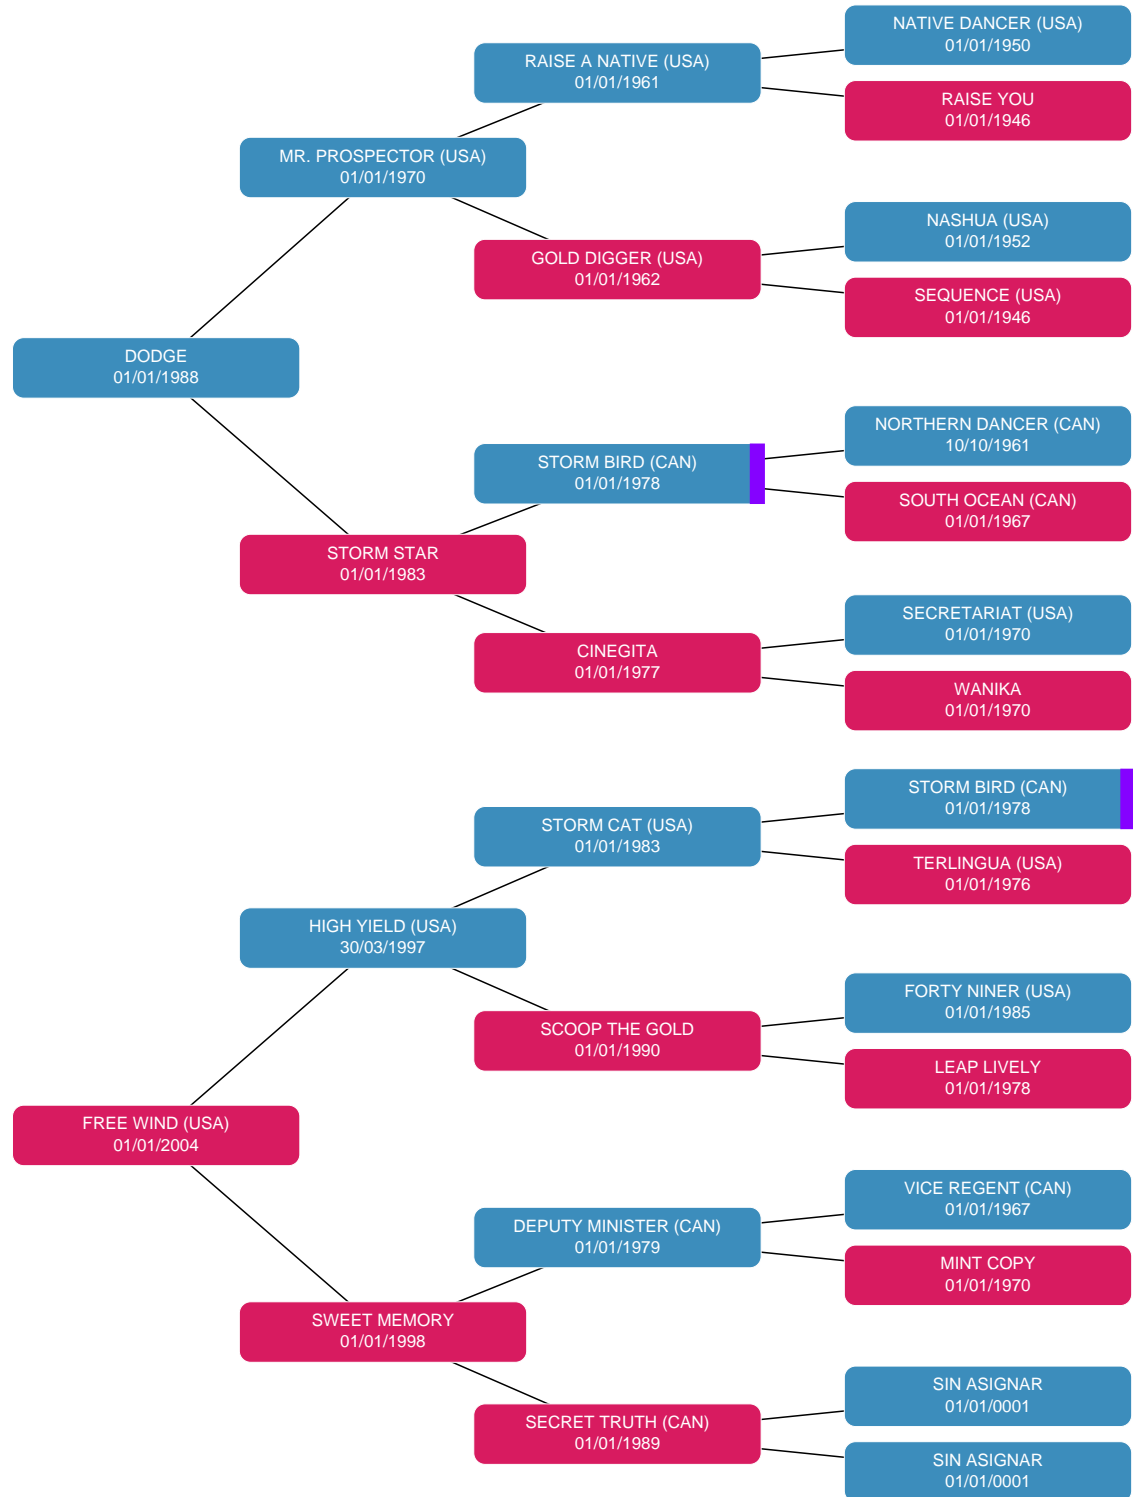 NATIVE DANCER (USA)
01/01/1950
RAISE A NATIVE (USA)
01/01/1961
RAISE YOU
01/01/1946
MR. PROSPECTOR (USA)
01/01/1970
NASHUA (USA)
01/01/1952
GOLD DIGGER (USA)
01/01/1962
SEQUENCE (USA)
01/01/1946
DODGE
01/01/1988
NORTHERN DANCER (CAN)
10/10/1961
STORM BIRD (CAN)
01/01/1978
SOUTH OCEAN (CAN)
01/01/1967
STORM STAR
01/01/1983
SECRETARIAT (USA)
01/01/1970
CINEGITA
01/01/1977
WANIKA
01/01/1970
STORM BIRD (CAN)
01/01/1978
STORM CAT (USA)
01/01/1983
TERLINGUA (USA)
01/01/1976
HIGH YIELD (USA)
30/03/1997
FORTY NINER (USA)
01/01/1985
SCOOP THE GOLD
01/01/1990
LEAP LIVELY
01/01/1978
FREE WIND (USA)
01/01/2004
VICE REGENT (CAN)
01/01/1967
DEPUTY MINISTER (CAN)
01/01/1979
MINT COPY
01/01/1970
SWEET MEMORY
01/01/1998
SIN ASIGNAR
01/01/0001
SECRET TRUTH (CAN)
01/01/1989
SIN ASIGNAR
01/01/0001